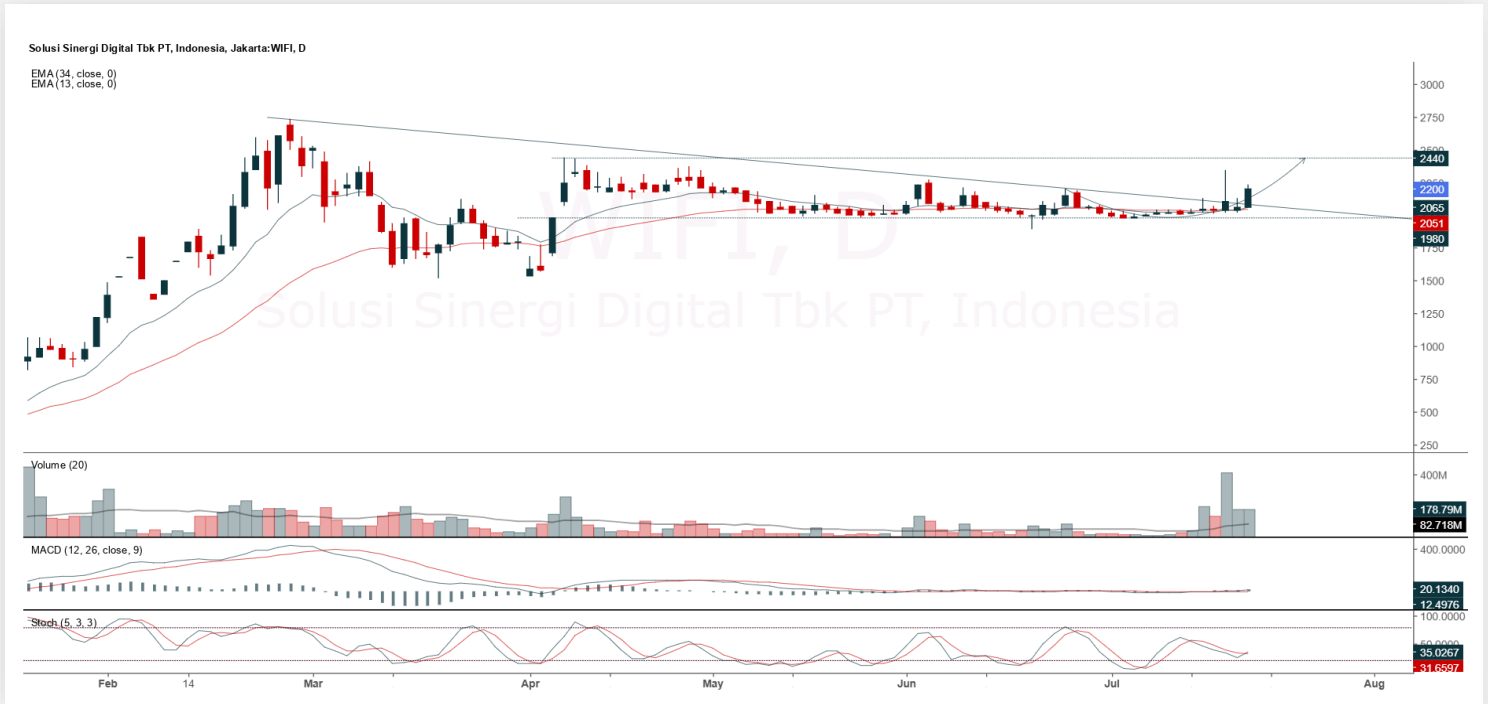 Solusi Sinergi Digital Tbk PT, Indonesia, Jakarta:WIFI, D
EMA (34, close, 0)
EMA (13, close, 0)
WIFI, D
Solusi Sinergi Digital Tbk PT, Indonesia
3000
2750
2440
2200
2065
2051
1980
1750
1500
1250
1000
750
500
250
Volume (20)
400M
178.79M
82.718M
MACD (12, 26, close, 9)
400.0000
20.1340
12.4976
Stoch (5, 3, 3)
100.0000
50.0000
35.0267
31.6597
Feb 14 Mar Apr May Jun Jul Aug